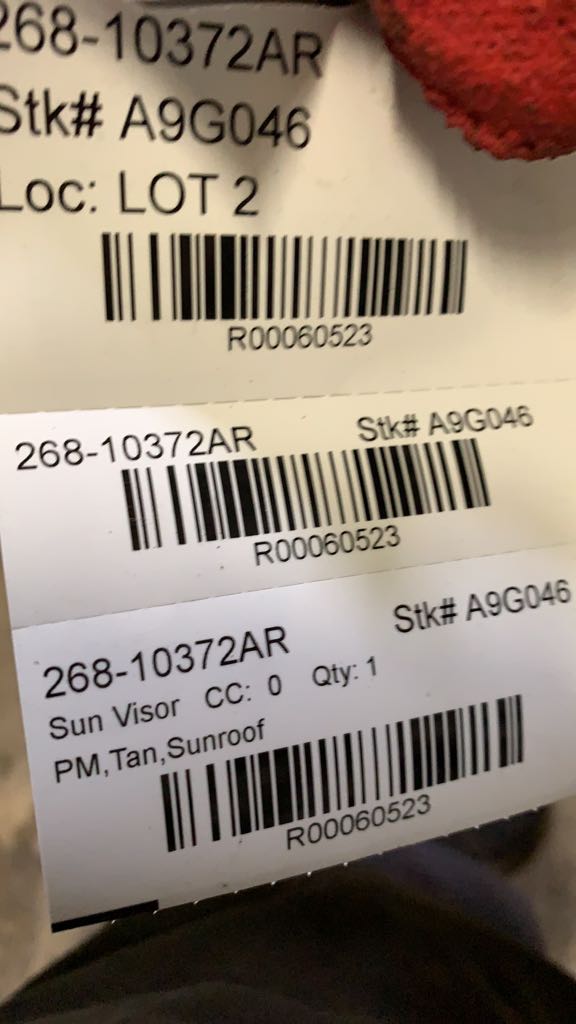 268-10372AR
Stk# A9G046
Loc: LOT 2
R00060523
268-10372AR Stk# A9G046
R00060523
268-10372AR Stk# A9G046
Sun Visor CC: 0 Qty: 1
PM,Tan,Sunroof
R00060523